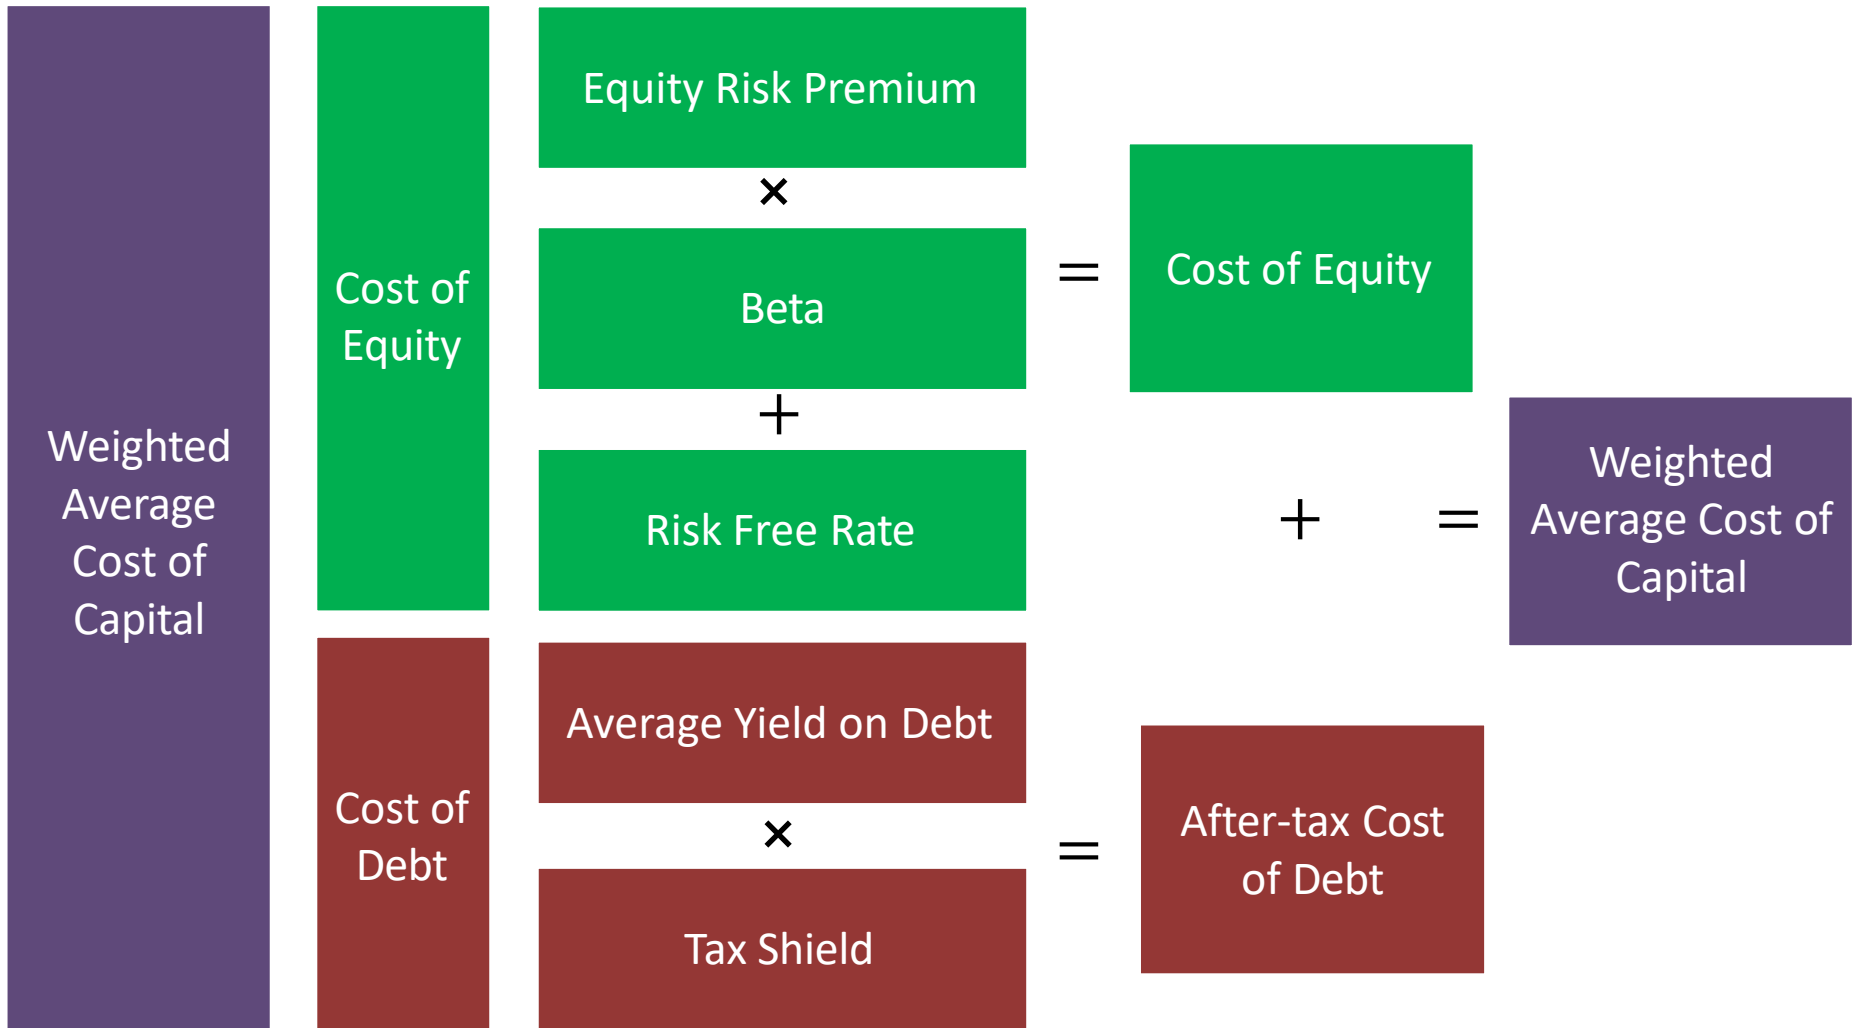 Weighted
Average
Cost of
Capital
Cost of
Equity
Equity Risk Premium
×
Beta
+
Risk Free Rate
=
Cost of Equity
Cost of
Debt
Average Yield on Debt
×
Tax Shield
=
After-tax Cost
of Debt
+
=
Weighted
Average Cost of
Capital